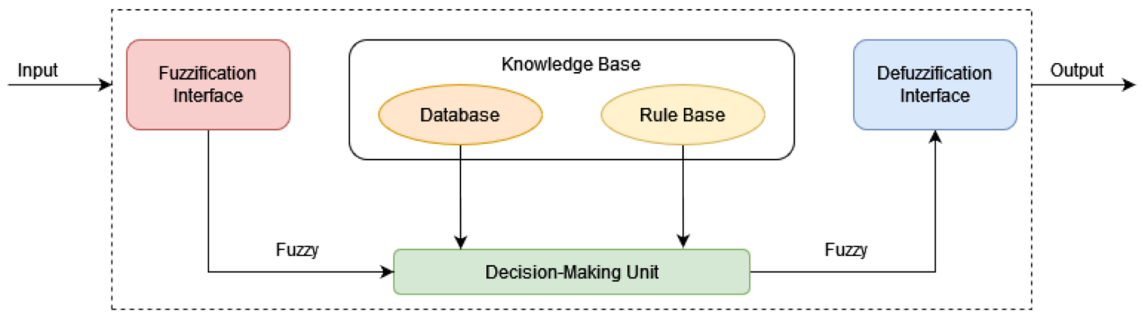 Input
Fuzzification
Interface
Knowledge Base
Database
Rule Base
Defuzzification
Interface
Output
Fuzzy
Decision-Making Unit
Fuzzy